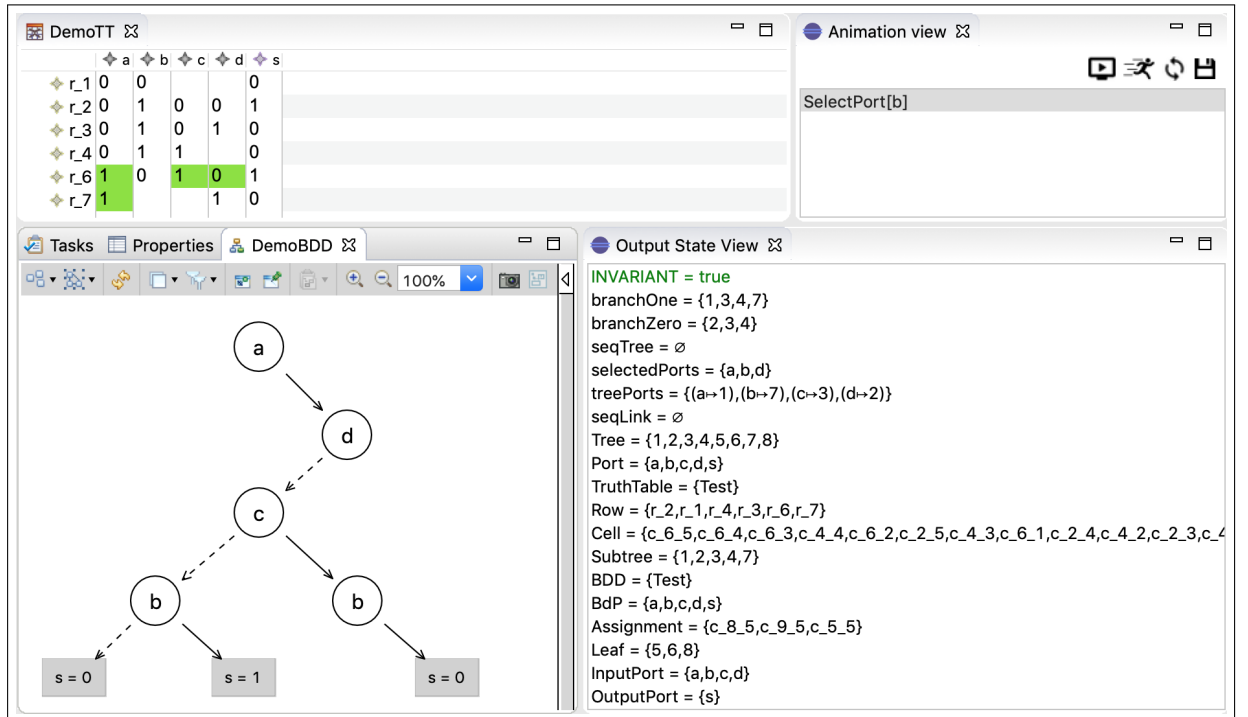 DemoTT
a b c d s
r_1 0 0 0
r_2 0 1 0 0 1
r_3 0 1 0 1 0
r_4 0 1 1 0
r_6 1 0 1 0 1
r_7 1 1 0
Animation view
SelectPort[b]
Tasks Properties DemoBDD
100%
a
d
c
b b
s = 0 s = 1 s = 0
Output State View
INVARIANT = true
branchOne = {1,3,4,7}
branchZero = {2,3,4}
seqTree = ∅
selectedPorts = {a,b,d}
treePorts = {(a↦1),(b↦7),(c↦3),(d↦2)}
seqLink = ∅
Tree = {1,2,3,4,5,6,7,8}
Port = {a,b,c,d,s}
TruthTable = {Test}
Row = {r_2,r_1,r_4,r_3,r_6,r_7}
Cell = {c_6_5,c_6_4,c_6_3,c_4_4,c_6_2,c_2_5,c_4_3,c_6_1,c_2_4,c_4_2,c_2_3,c_4
Subtree = {1,2,3,4,7}
BDD = {Test}
BdP = {a,b,c,d,s}
Assignment = {c_8_5,c_9_5,c_5_5}
Leaf = {5,6,8}
InputPort = {a,b,c,d}
OutputPort = {s}